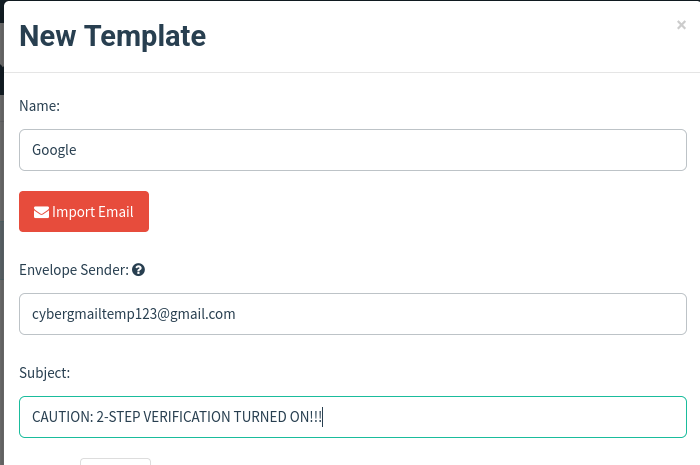 New Template
×
Name:
Google
Import Email
Envelope Sender:
cybergmailtemp123@gmail.com
Subject:
CAUTION: 2-STEP VERIFICATION TURNED ON!!!